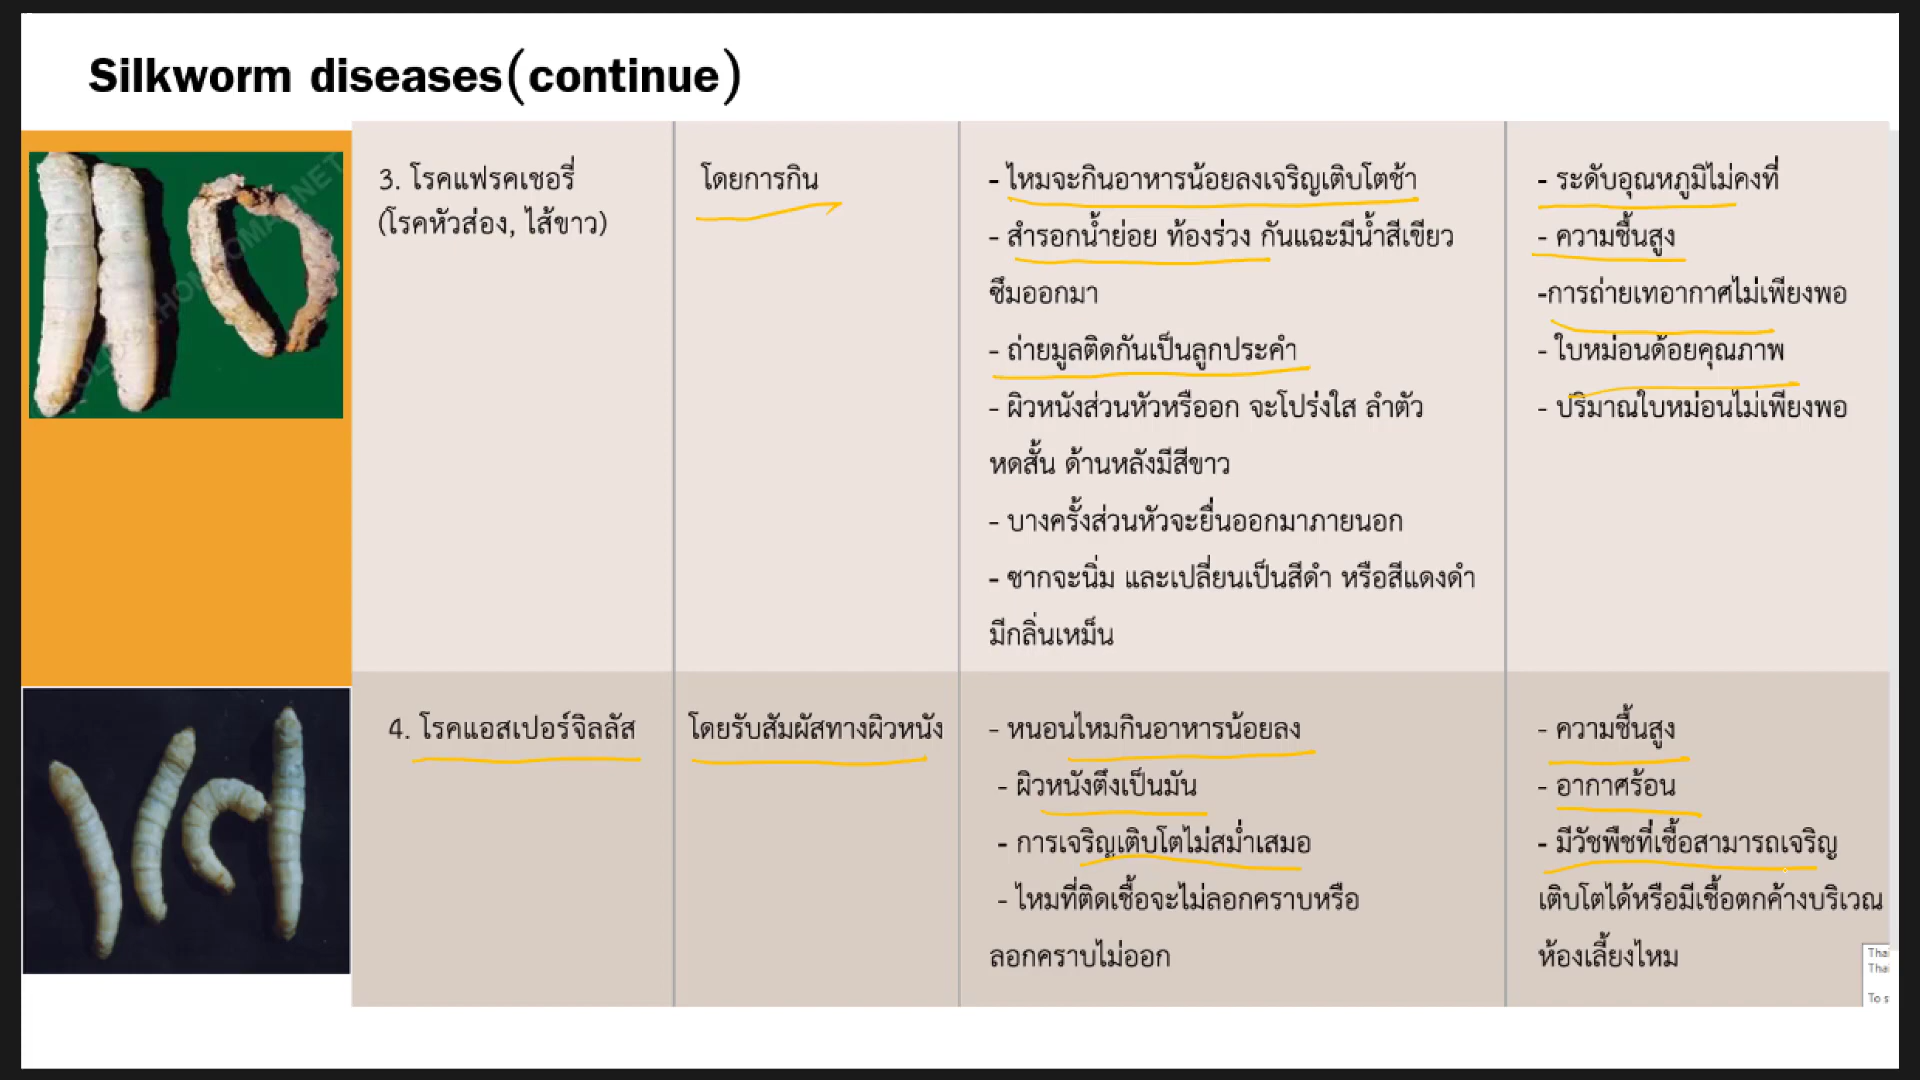 Silkworm diseases(continue)
3. โรคแฟรคเชอรี่
(โรคหัวส่อง, ไส้ขาว)
โดยการกิน
- ไหมจะกินอาหารน้อยลงเจริญเติบโตช้า
- สำรอกน้ำย่อย ท้องร่วง กันแฉะมีน้ำสีเขียว
ซึมออกมา
- ถ่ายมูลติดกันเป็นลูกประคำ
- ผิวหนังส่วนหัวหรืออก จะโปร่งใส ลำตัว
หดสั้น ด้านหลังมีสีขาว
- บางครั้งส่วนหัวจะยื่นออกมาภายนอก
- ซากจะนิ่ม และเปลี่ยนเป็นสีดำ หรือสีแดงดำ
มีกลิ่นเหม็น
- ระดับอุณหภูมิไม่คงที่
- ความชื้นสูง
-การถ่ายเทอากาศไม่เพียงพอ
- ใบหม่อนด้อยคุณภาพ
- ปริมาณใบหม่อนไม่เพียงพอ
4. โรคแอสเปอร์จิลลัส
โดยรับสัมผัสทางผิวหนัง
- หนอนไหมกินอาหารน้อยลง
- ผิวหนังตึงเป็นมัน
- การเจริญเติบโตไม่สม่ำเสมอ
- ไหมที่ติดเชื้อจะไม่ลอกคราบหรือ
ลอกคราบไม่ออก
- ความชื้นสูง
- อากาศร้อน
- มีวัชพืชที่เชื้อสามารถเจริญ
เติบโตได้หรือมีเชื้อตกค้างบริเวณ
ห้องเลี้ยงไหม
Tha
Tha
To s